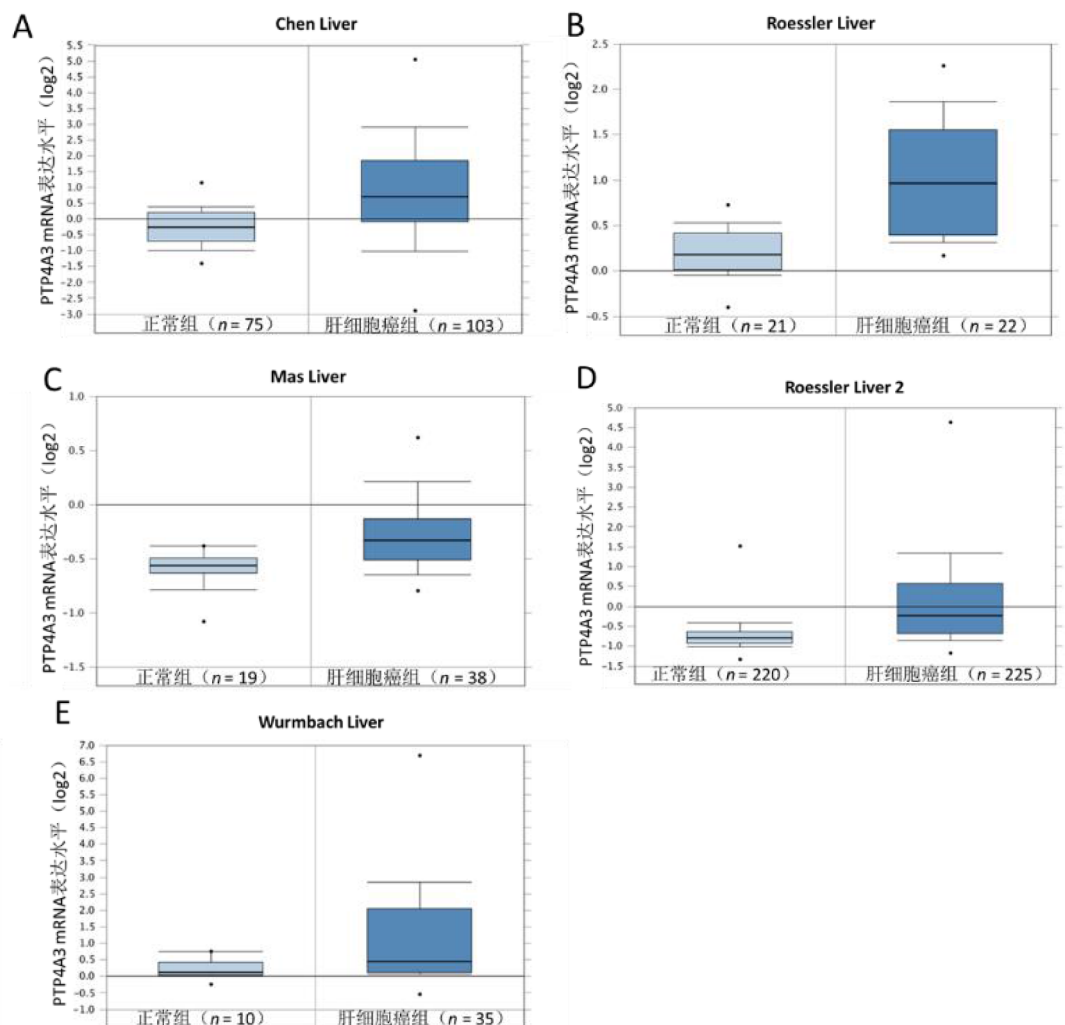 A
Chen Liver
PTP4A3 mRNA表达水平（log2）
5.5
5.0
4.5
4.0
3.5
3.0
2.5
2.0
1.5
1.0
0.5
0.0
−0.5
−1.0
−1.5
−2.0
−2.5
−3.0
正常组（n = 75）
肝细胞癌组（n = 103）
B
Roessler Liver
PTP4A3 mRNA表达水平（log2）
2.5
2.0
1.5
1.0
0.5
0.0
−0.5
正常组（n = 21）
肝细胞癌组（n = 22）
C
Mas Liver
PTP4A3 mRNA表达水平（log2）
1.0
0.5
0.0
−0.5
−1.0
−1.5
正常组（n = 19）
肝细胞癌组（n = 38）
D
Roessler Liver 2
PTP4A3 mRNA表达水平（log2）
5.0
4.5
4.0
3.5
3.0
2.5
2.0
1.5
1.0
0.5
0.0
−0.5
−1.0
−1.5
正常组（n = 220）
肝细胞癌组（n = 225）
E
Wurmbach Liver
PTP4A3 mRNA表达水平（log2）
7.0
6.5
6.0
5.5
5.0
4.5
4.0
3.5
3.0
2.5
2.0
1.5
1.0
0.5
0.0
−0.5
−1.0
正常组（n = 10）
肝细胞癌组（n = 35）